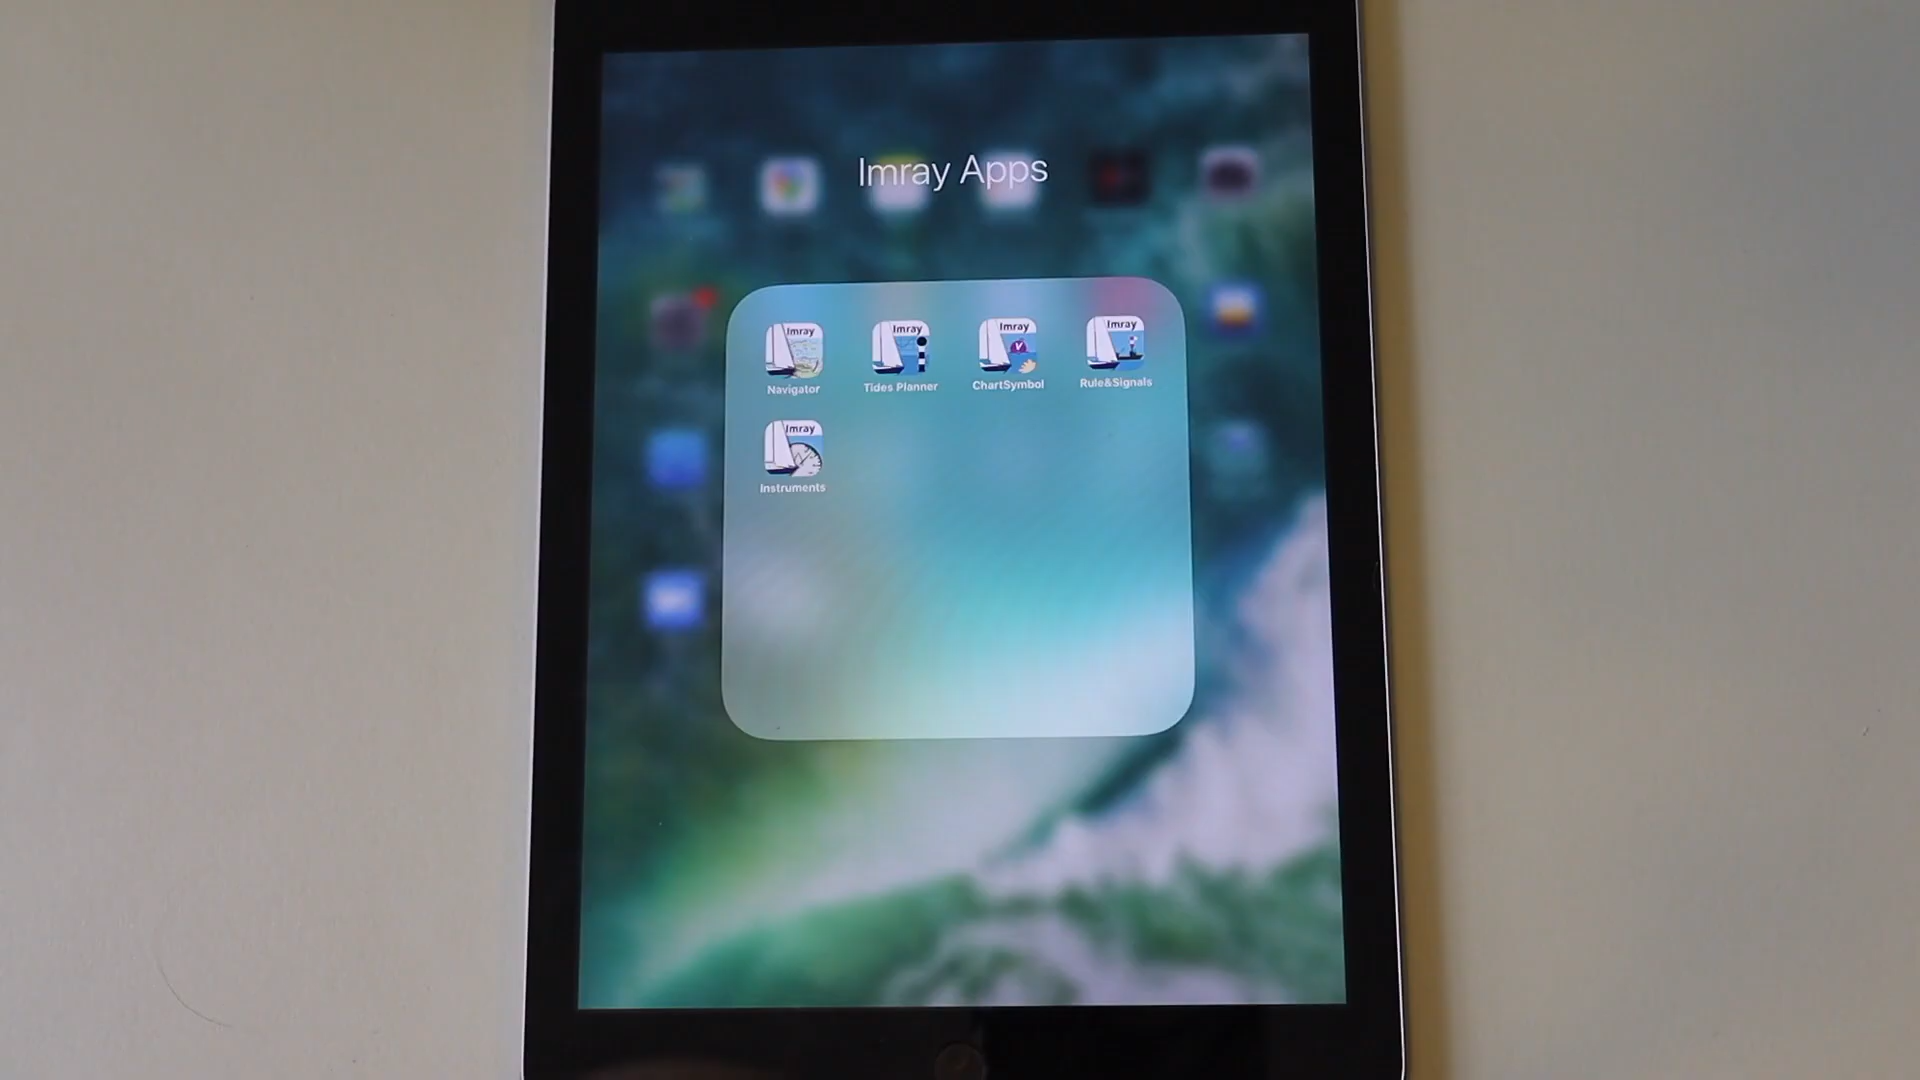 Imray Apps
Imray
Imray
Imray
Imray
Navigator
Tides Planner
ChartSymbol
Rule&Signals
V
Imray
Instruments